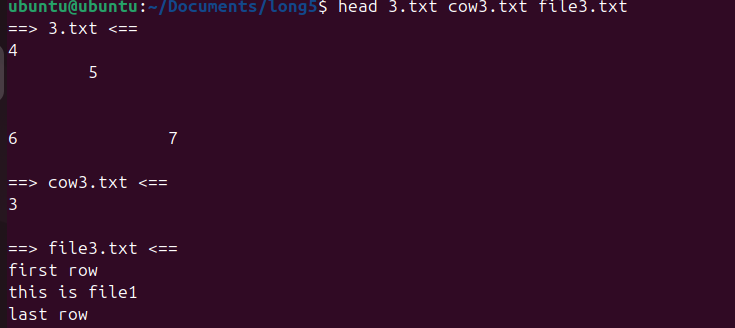 ubuntu@ubuntu:~/Documents/long5$ head 3.txt cow3.txt file3.txt
==> 3.txt <==
4
        5
6               7
==> cow3.txt <==
3
==> file3.txt <==
first row
this is file1
last row